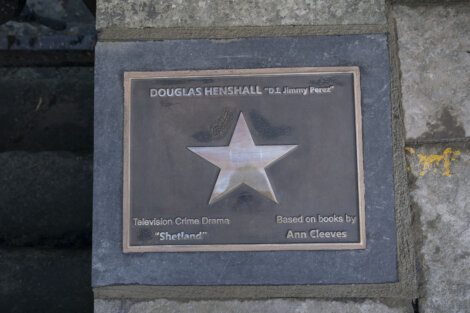 DOUGLAS HENSHALL "D.I. Jimmy Perez"
Television Crime Drama
"Shetland"
Based on books by
Ann Cleeves